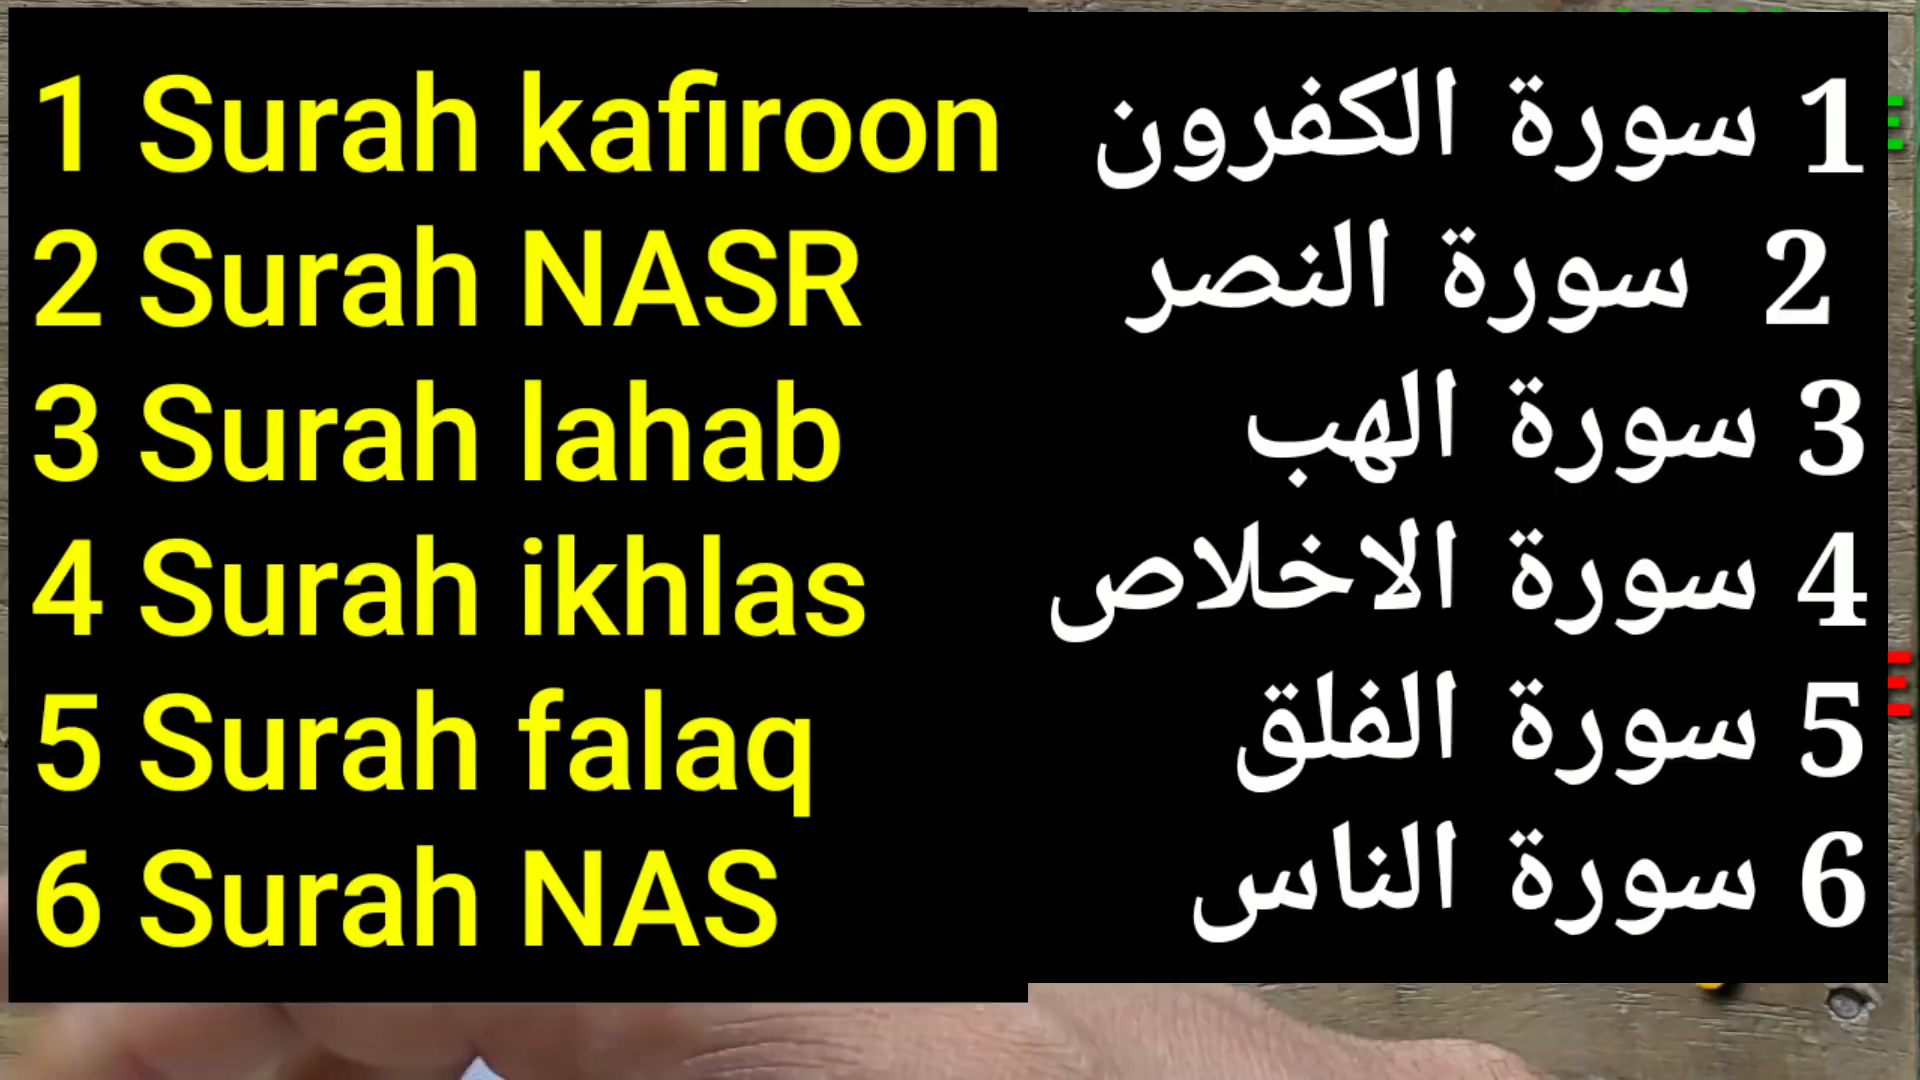 1 Surah kafiroon
2 Surah NASR
3 Surah lahab
4 Surah ikhlas
5 Surah falaq
6 Surah NAS
1 سورة الكفرون
2 سورة النصر
3 سورة الهب
4 سورة الاخلاص
5 سورة الفلق
6 سورة الناس